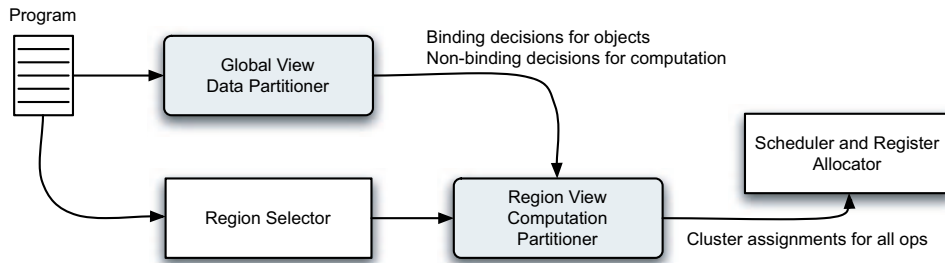 Program
Global View
Data Partitioner
Binding decisions for objects
Non-binding decisions for computation
Scheduler and Register
Allocator
Region Selector
Region View
Computation
Partitioner
Cluster assignments for all ops